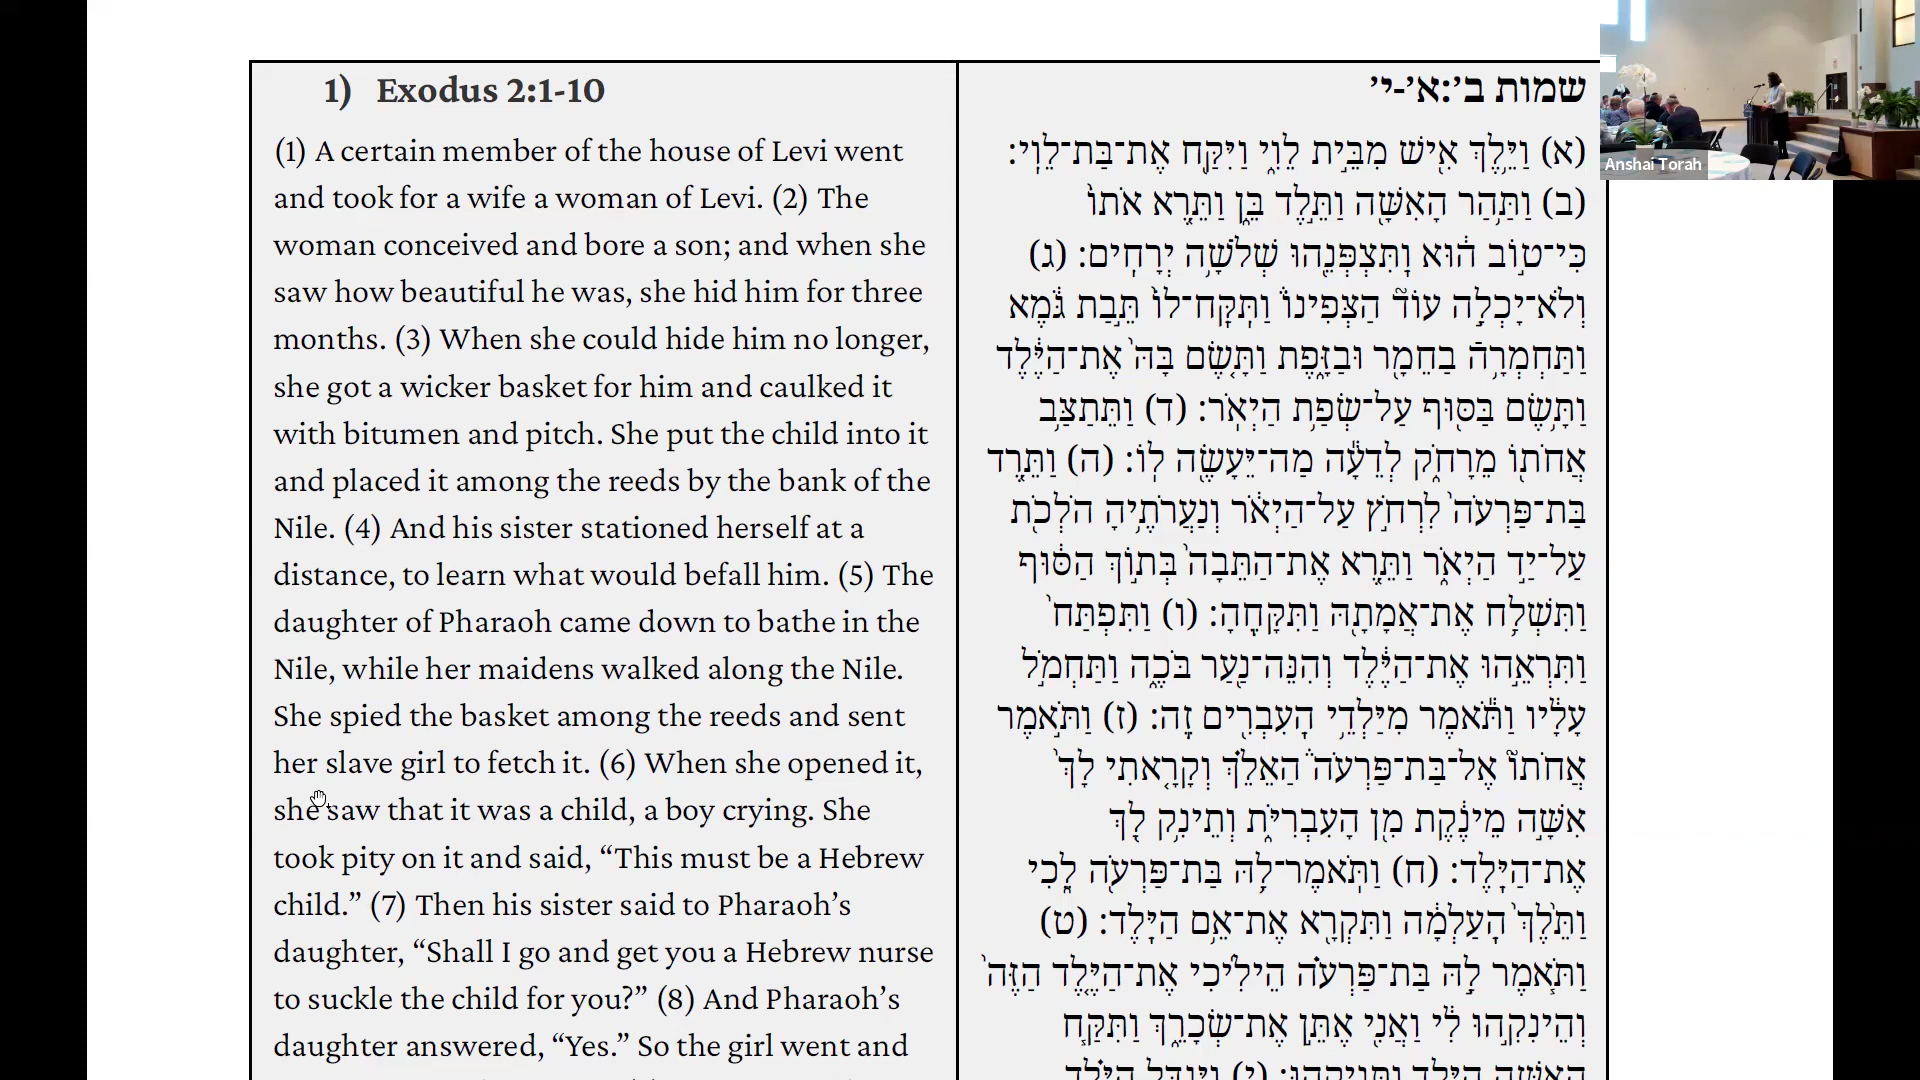 1) Exodus 2:1-10
(1) A certain member of the house of Levi went
and took for a wife a woman of Levi. (2) The
woman conceived and bore a son; and when she
saw how beautiful he was, she hid him for three
months. (3) When she could hide him no longer,
she got a wicker basket for him and caulked it
with bitumen and pitch. She put the child into it
and placed it among the reeds by the bank of the
Nile. (4) And his sister stationed herself at a
distance, to learn what would befall him. (5) The
daughter of Pharaoh came down to bathe in the
Nile, while her maidens walked along the Nile.
She spied the basket among the reeds and sent
her slave girl to fetch it. (6) When she opened it,
she saw that it was a child, a boy crying. She
took pity on it and said, “This must be a Hebrew
child.” (7) Then his sister said to Pharaoh’s
daughter, “Shall I go and get you a Hebrew nurse
to suckle the child for you?” (8) And Pharaoh’s
daughter answered, “Yes.” So the girl went and
שמות ב׳:א׳-י׳
(א) וַיֵּ֥לֶךְ אִ֖ישׁ מִבֵּ֣ית לֵוִ֑י וַיִּקַּ֖ח אֶת־בַּת־לֵוִֽי׃
(ב) וַתַּ֥הַר הָאִשָּׁ֖ה וַתֵּ֣לֶד בֵּ֑ן וַתֵּ֤רֶא אֹתוֹ֙
כִּי־ט֣וֹב ה֔וּא וַֽתִּצְפְּנֵ֖הוּ שְׁלֹשָׁ֥ה יְרָחִֽים׃ (ג)
וְלֹא־יָכְלָ֣ה עוֹד֮ הַצְּפִינוֹ֒ וַתִּֽקַּֽח־לוֹ֙ תֵּ֣בַת גֹּ֔מֶא
וַתַּחְמְרָ֥ה בַחֵמָ֖ר וּבַזָּ֑פֶת וַתָּ֤שֶׂם בָּהּ֙ אֶת־הַיֶּ֔לֶד
וַתָּ֥שֶׂם בַּסּ֖וּף עַל־שְׂפַ֥ת הַיְאֹֽר׃ (ד) וַתֵּתַצַּ֥ב
אֲחֹת֖וֹ מֵרָחֹ֑ק לְדֵעָ֕ה מַה־יֵּעָשֶׂ֖ה לֽוֹ׃ (ה) וַתֵּ֤רֶד
בַּת־פַּרְעֹה֙ לִרְחֹ֣ץ עַל־הַיְאֹ֔ר וְנַעֲרֹתֶ֥יהָ הֹלְכֹ֖ת
עַל־יַ֣ד הַיְאֹ֑ר וַתֵּ֤רֶא אֶת־הַתֵּבָה֙ בְּת֣וֹךְ הַסּ֔וּף
וַתִּשְׁלַ֥ח אֶת־אֲמָתָ֖הּ וַתִּקָּחֶֽהָ׃ (ו) וַתִּפְתַּח֙
וַתִּרְאֵ֣הוּ אֶת־הַיֶּ֔לֶד וְהִנֵּה־נַ֖עַר בֹּכֶ֑ה וַתַּחְמֹ֣ל
עָלָ֔יו וַתֹּ֕אמֶר מִיַּלְדֵ֥י הָֽעִבְרִ֖ים זֶֽה׃ (ז) וַתֹּ֣אמֶר
אֲחֹתוֹ֮ אֶל־בַּת־פַּרְעֹה֒ הַאֵלֵ֗ךְ וְקָרָ֤אתִי לָךְ֙
אִשָּׁ֣ה מֵינֶ֔קֶת מִ֖ן הָעִבְרִיֹּ֑ת וְתֵינִ֥ק לָ֖ךְ
אֶת־הַיָּֽלֶד׃ (ח) וַתֹּֽאמֶר־לָ֥הּ בַּת־פַּרְעֹ֖ה לֵ֑כִי
וַתֵּ֙לֶךְ֙ הָֽעַלְמָ֔ה וַתִּקְרָ֖א אֶת־אֵ֥ם הַיָּֽלֶד׃ (ט)
וַתֹּ֧אמֶר לָ֣הּ בַּת־פַּרְעֹ֗ה הֵילִ֜יכִי אֶת־הַיֶּ֤לֶד הַזֶּה֙
וְהֵינִקִ֣הוּ לִ֔י וַאֲנִ֖י אֶתֵּ֣ן אֶת־שְׂכָרֵ֑ךְ וַתִּקַּ֧ח
Anshai Torah